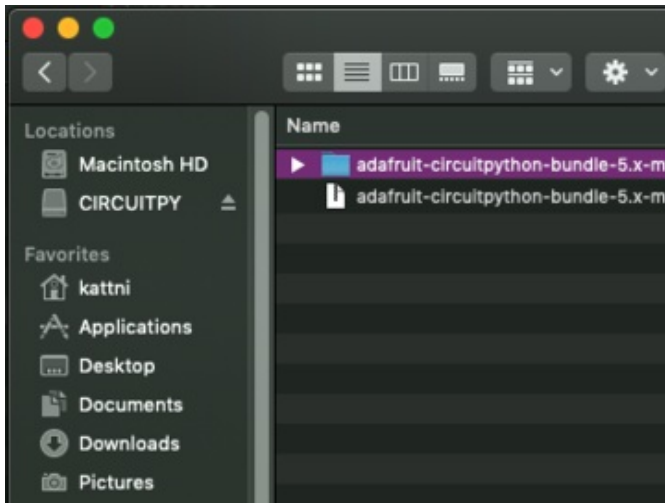 Locations
Macintosh HD
CIRCUITPY
Favorites
kattni
Applications
Desktop
Documents
Downloads
Pictures
Name
adafruit-circuitpython-bundle-5.x-m
adafruit-circuitpython-bundle-5.x-m